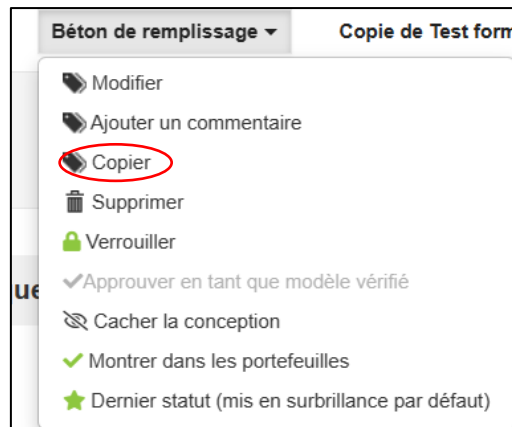 Béton de remplissage Copie de Test form
Modifier
Ajouter un commentaire
Copier
Supprimer
Verrouiller
ue
Approuver en tant que modèle vérifié
Cacher la conception
Montrer dans les portefeuilles
Dernier statut (mis en surbrillance par défaut)